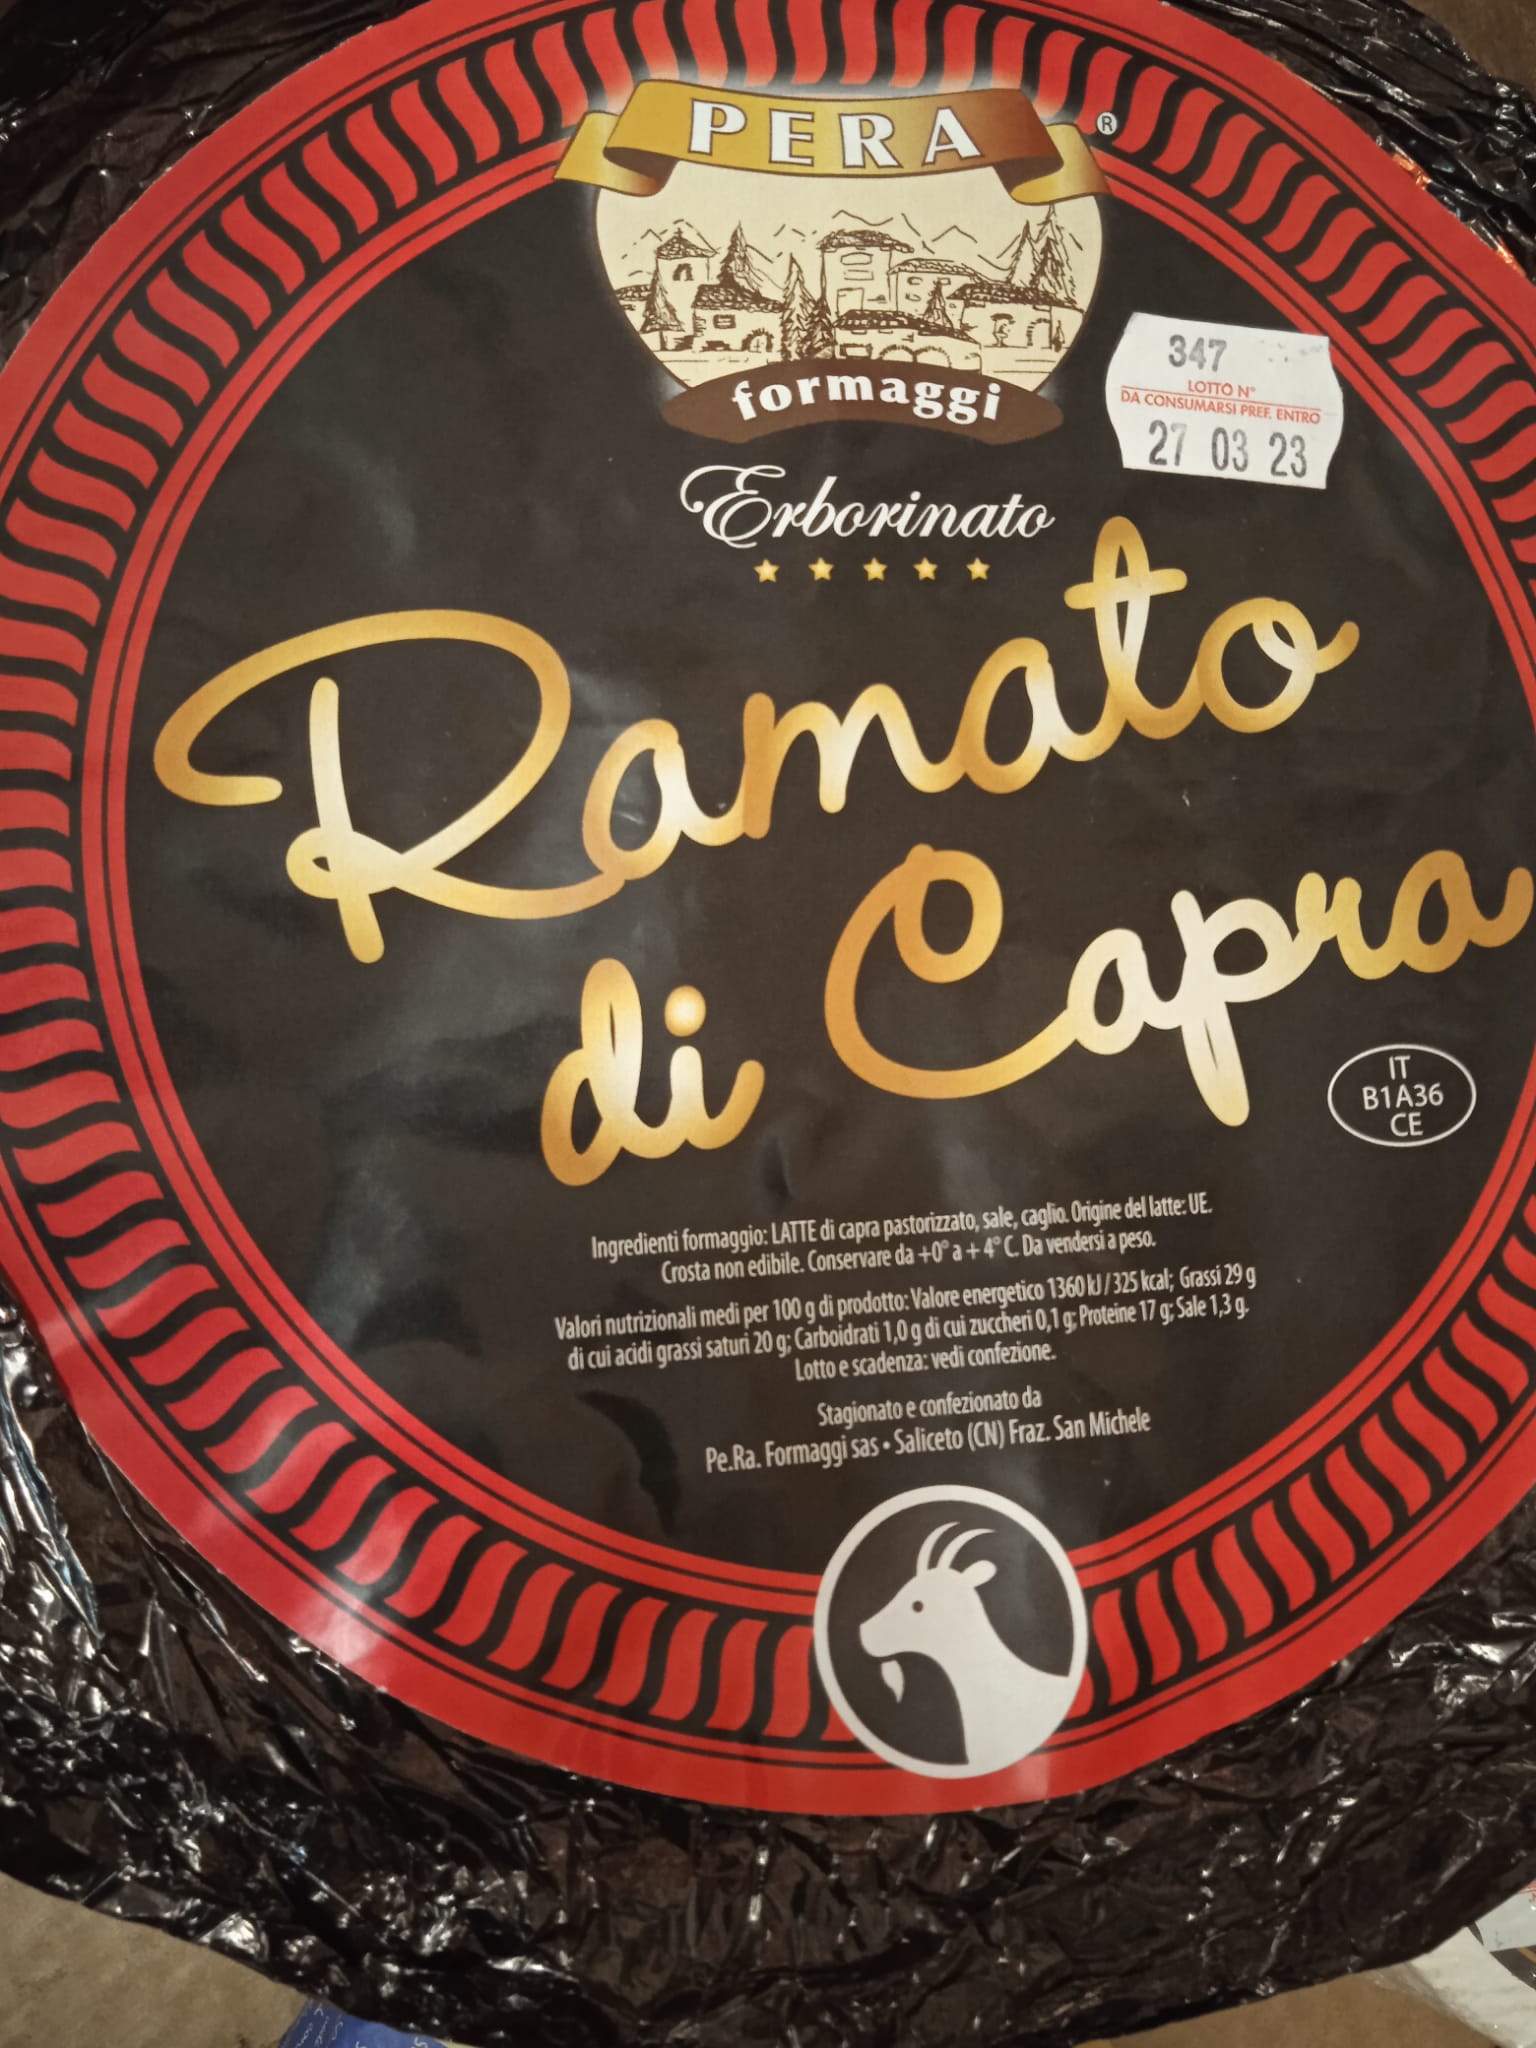 PERA
®
formaggi
347
LOTTO N°
DA CONSUMARSI PREF. ENTRO
27 03 23
Erborinato
Ramato
di Capra
IT
B1A36
CE
Ingredienti formaggio: LATTE di capra pastorizzato, sale, caglio. Origine del latte: UE.
Crosta non edibile. Conservare da +0° a + 4° C. Da vendersi a peso.
Valori nutrizionali medi per 100 g di prodotto: Valore energetico 1360 kJ / 325 kcal; Grassi 29 g
di cui acidi grassi saturi 20 g; Carboidrati 1,0 g di cui zuccheri 0,1 g; Proteine 17 g; Sale 1,3 g.
Lotto e scadenza: vedi confezione.
Stagionato e confezionato da
Pe.Ra. Formaggi sas • Saliceto (CN) Fraz. San Michele